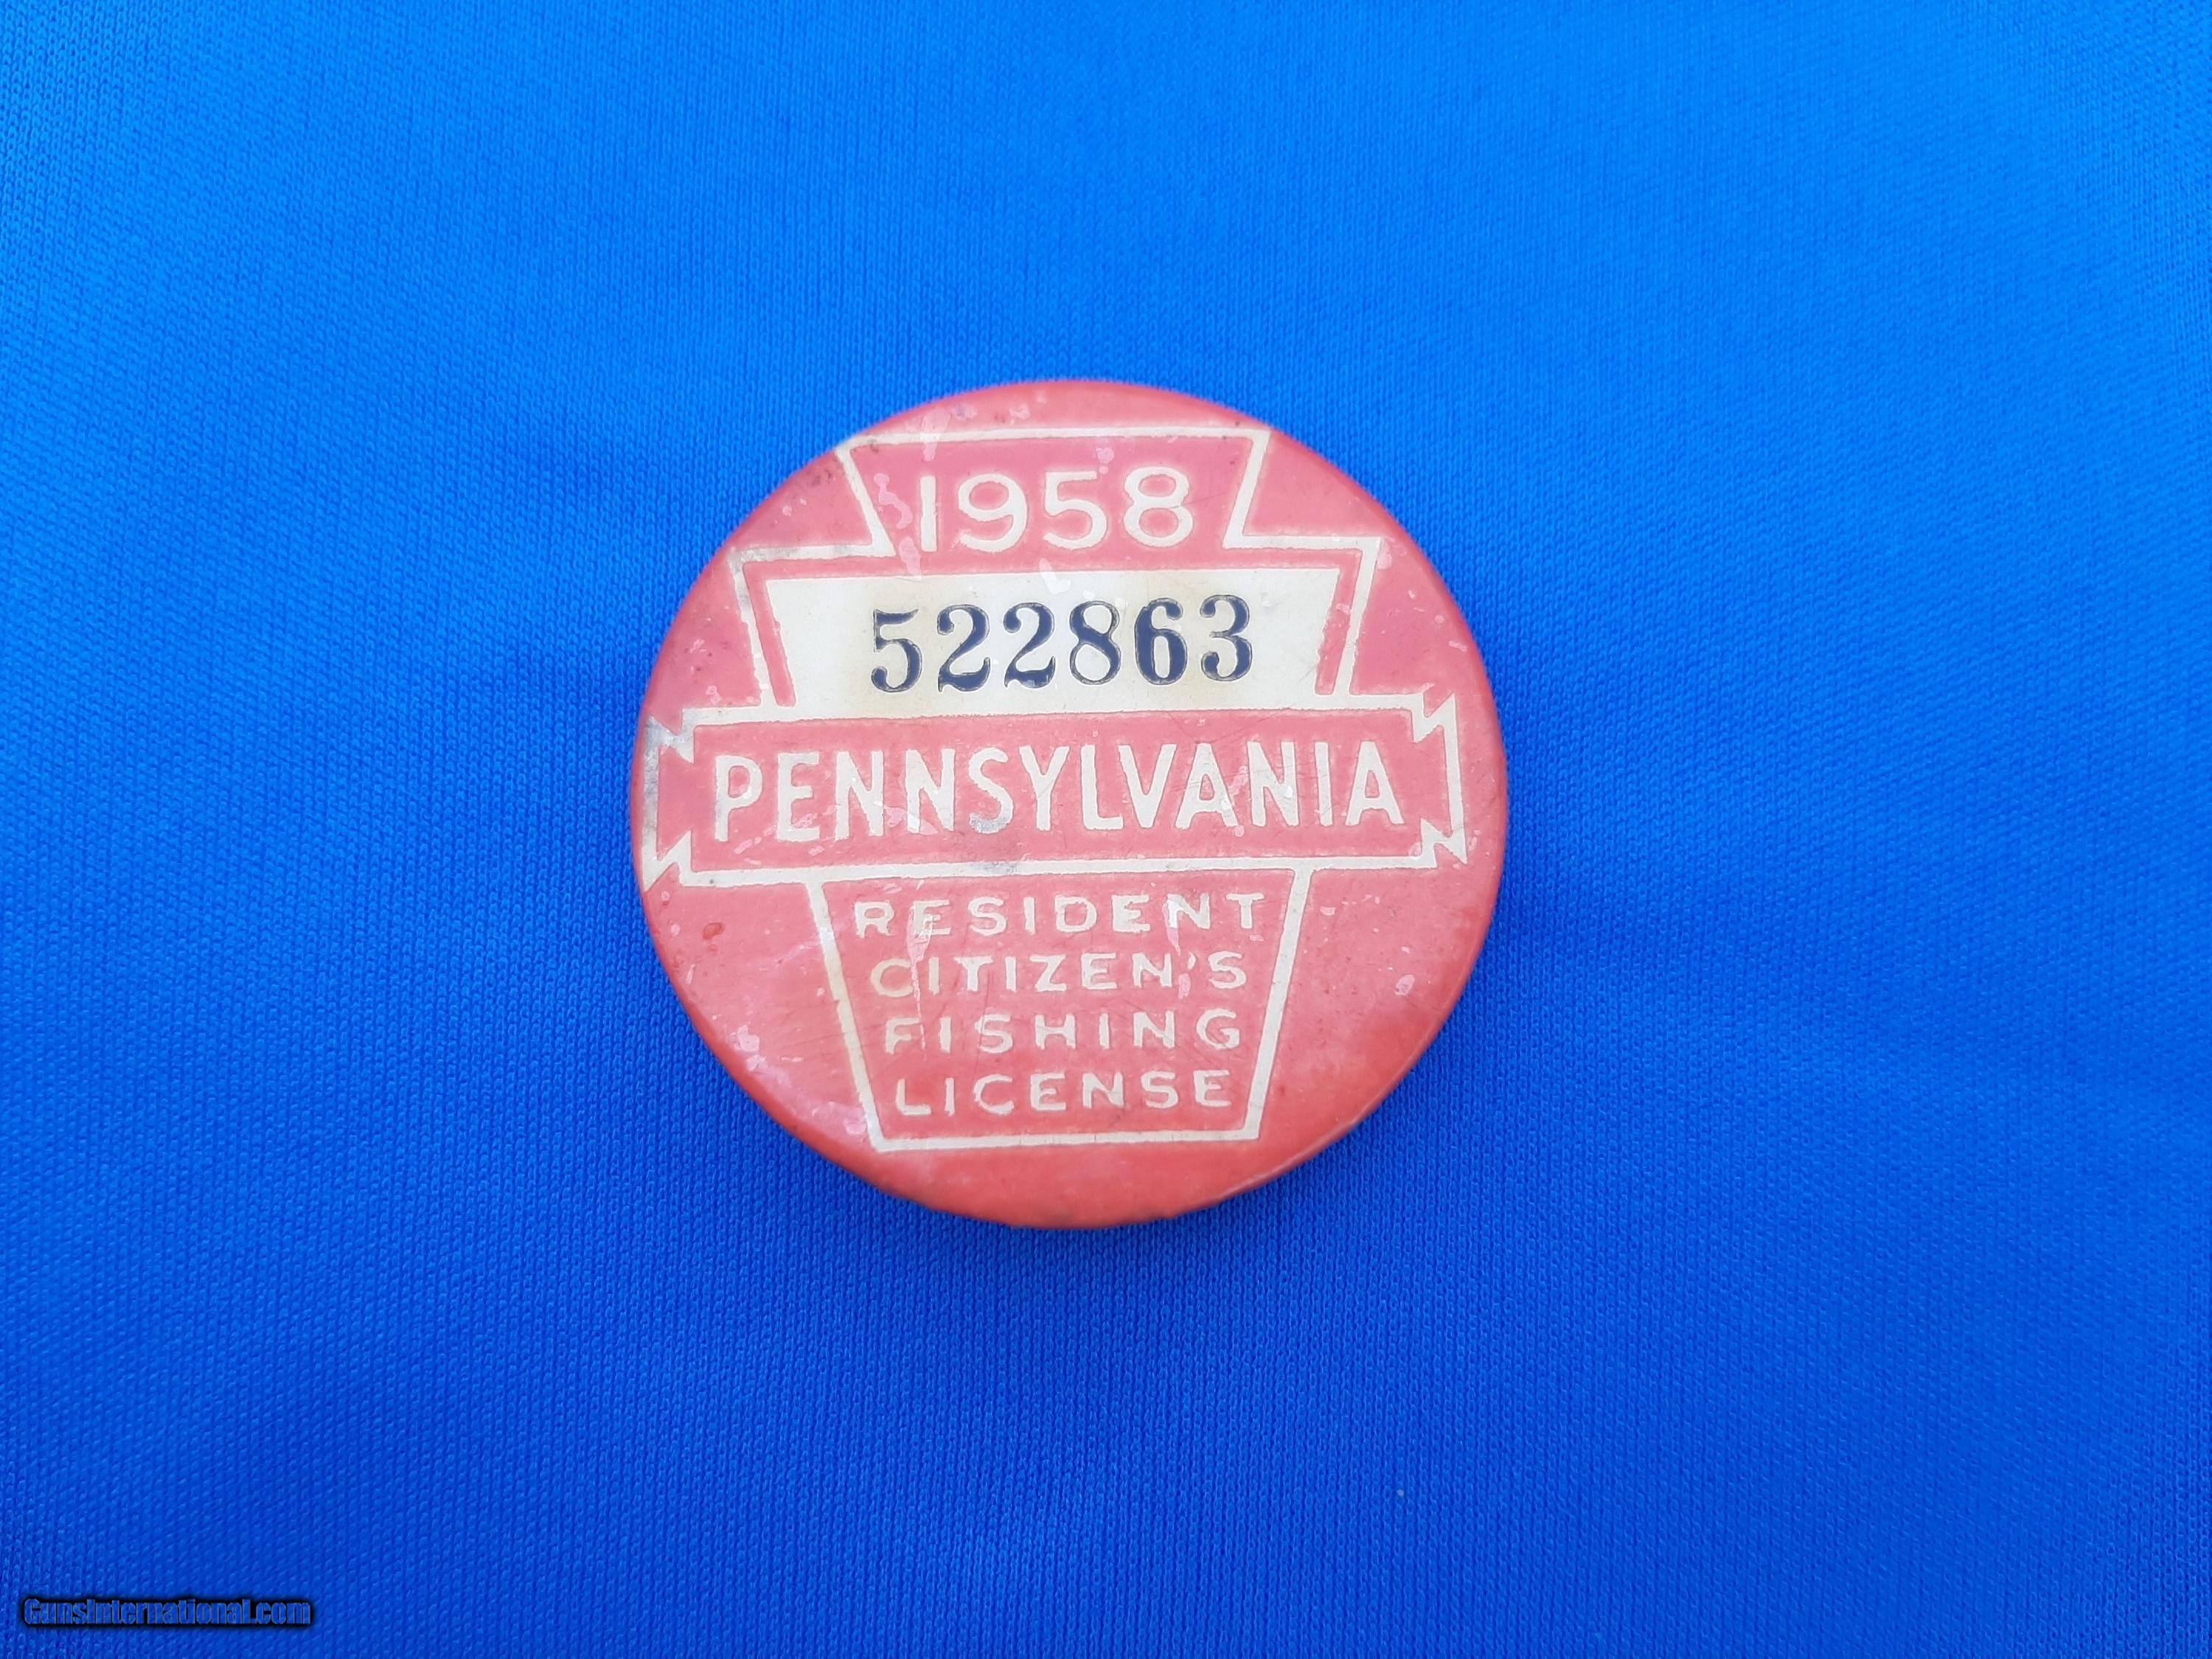 1958
522863
PENNSYLVANIA
RESIDENT
CITIZEN'S
FISHING
LICENSE
GunsInternational.com